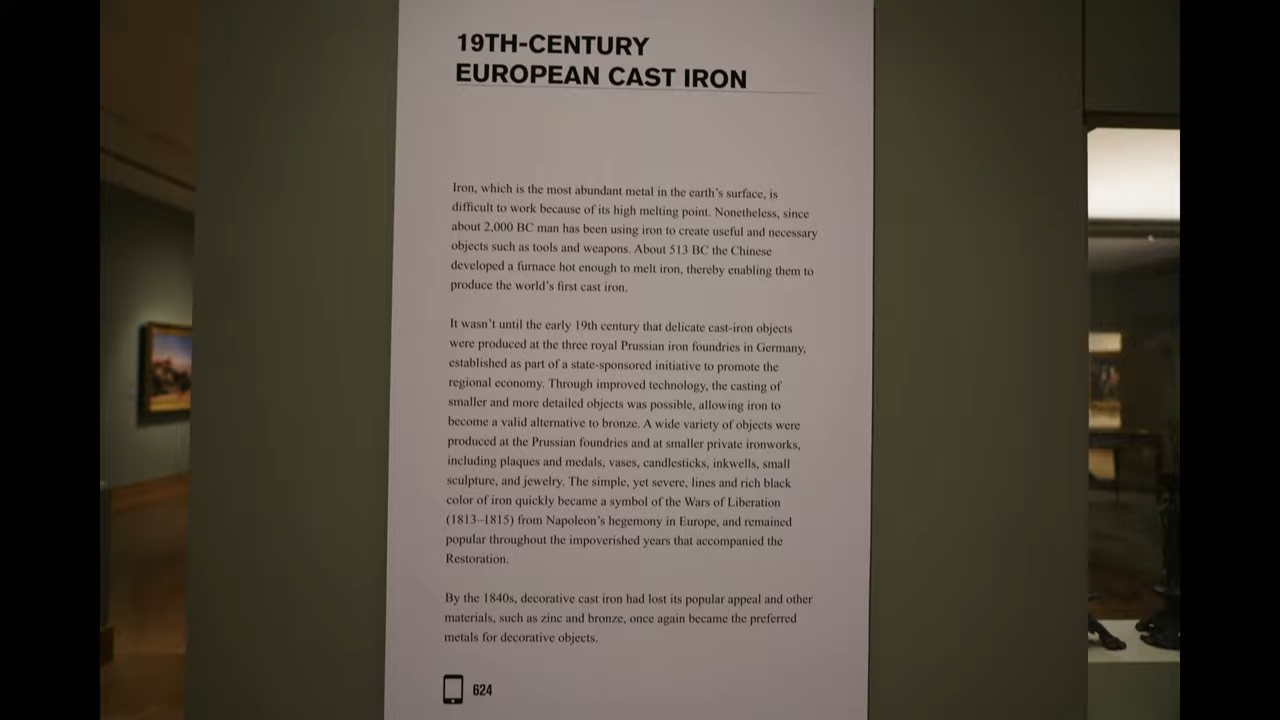 19TH-CENTURY
EUROPEAN CAST IRON
Iron, which is the most abundant metal in the earth's surface, is
difficult to work because of its high melting point. Nonetheless, since
about 2,000 BC man has been using iron to create useful and necessary
objects such as tools and weapons. About 513 BC the Chinese
developed a furnace hot enough to melt iron, thereby enabling them to
produce the world's first cast iron.
It wasn't until the early 19th century that delicate cast-iron objects
were produced at the three royal Prussian iron foundries in Germany,
established as part of a state-sponsored initiative to promote the
regional economy. Through improved technology, the casting of
smaller and more detailed objects was possible, allowing iron to
become a valid alternative to bronze. A wide variety of objects were
produced at the Prussian foundries and at smaller private ironworks,
including plaques and medals, vases, candlesticks, inkwells, small
sculpture, and jewelry. The simple, yet severe, lines and rich black
color of iron quickly became a symbol of the Wars of Liberation
(1813–1815) from Napoleon's hegemony in Europe, and remained
popular throughout the impoverished years that accompanied the
Restoration.
By the 1840s, decorative cast iron had lost its popular appeal and other
materials, such as zinc and bronze, once again became the preferred
metals for decorative objects.
624